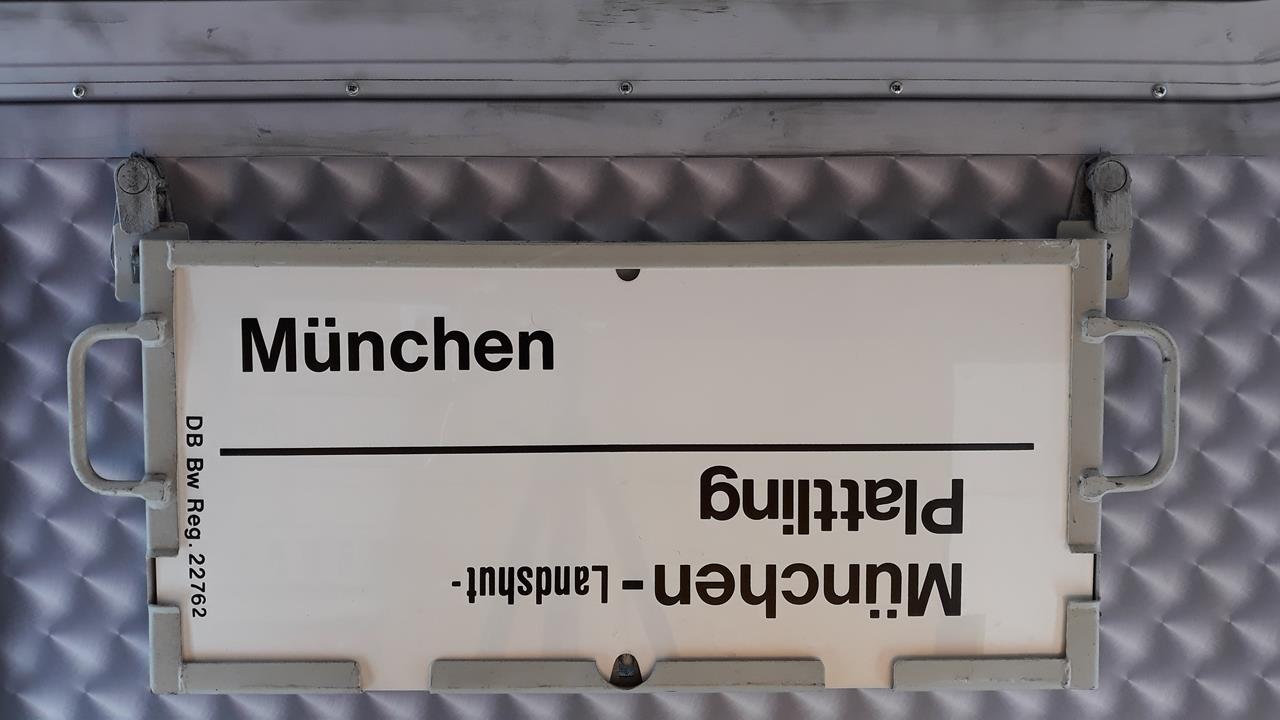 München
München-Landshut-
Plattling
DB Bw Reg. 22762